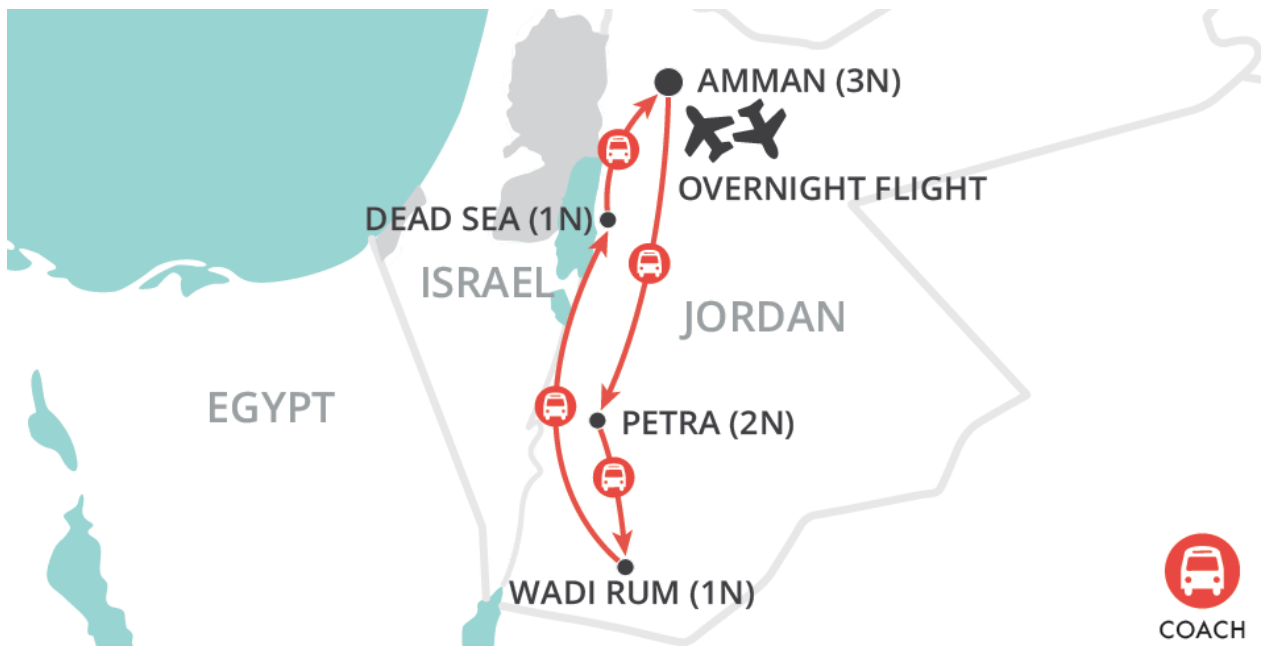 AMMAN (3N)
OVERNIGHT FLIGHT
DEAD SEA (1N)
ISRAEL
JORDAN
EGYPT
PETRA (2N)
WADI RUM (1N)
COACH